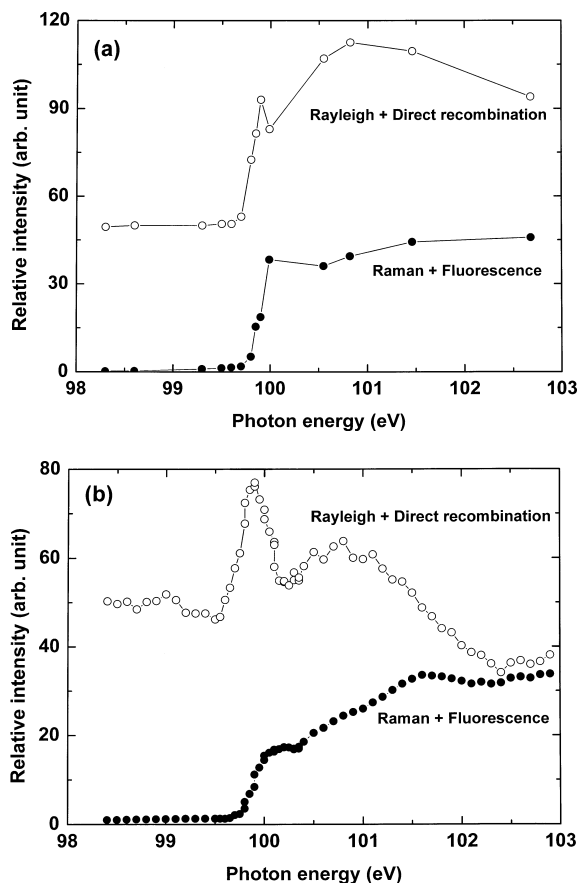 (a)
Relative intensity (arb. unit)
120
90
60
30
0
Rayleigh + Direct recombination
Raman + Fluorescence
98 99 100 101 102 103
Photon energy (eV)
(b)
Relative intensity (arb. unit)
80
60
40
20
0
Rayleigh + Direct recombination
Raman + Fluorescence
98 99 100 101 102 103
Photon energy (eV)